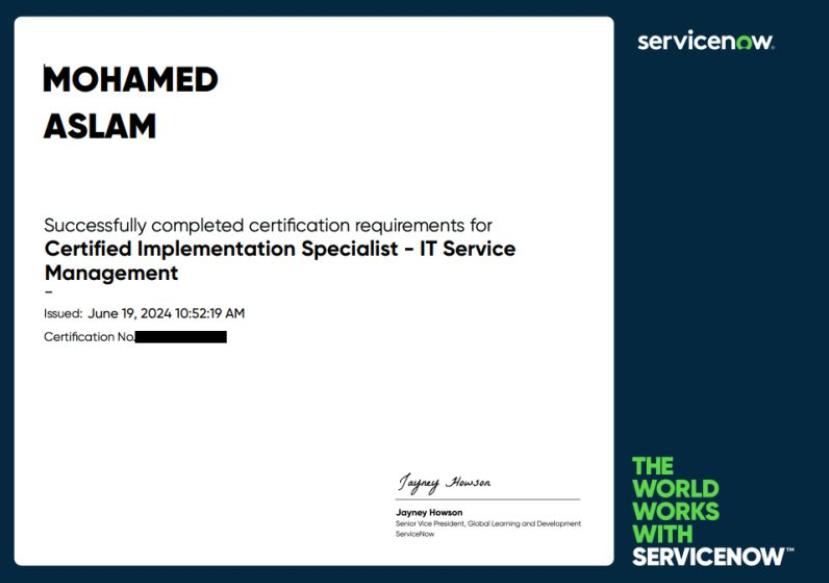 servicenow.
MOHAMED
ASLAM
Successfully completed certification requirements for
Certified Implementation Specialist - IT Service
Management
–
Issued: June 19, 2024 10:52:19 AM
Certification No.
Jayney Howson
Jayney Howson
Senior Vice President, Global Learning and Development
ServiceNow
THE
WORLD
WORKS
WITH
SERVICENOW™